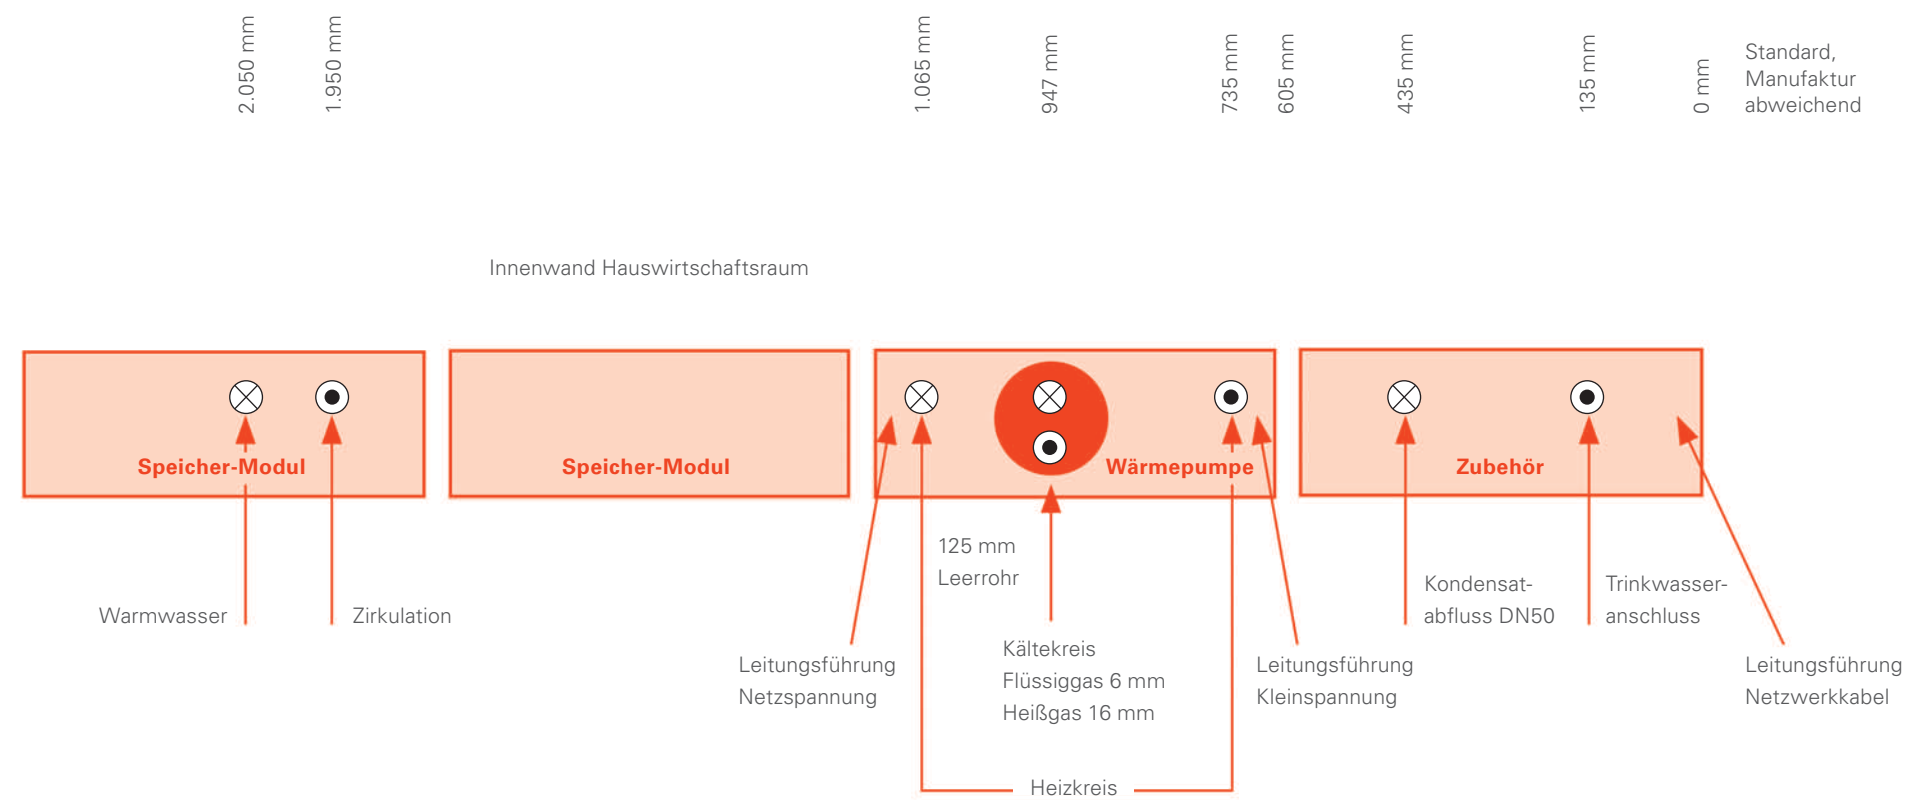 2.050 mm
1.950 mm
1.065 mm
947 mm
735 mm
605 mm
435 mm
135 mm
0 mm
Standard,
Manufaktur
abweichend
Innenwand Hauswirtschaftsraum
Speicher-Modul
Speicher-Modul
Wärmepumpe
Zubehör
Warmwasser
Zirkulation
Leitungsführung
Netzspannung
125 mm
Leerrohr
Kältekreis
Flüssiggas 6 mm
Heißgas 16 mm
Heizkreis
Leitungsführung
Kleinspannung
Kondensat-
abfluss DN50
Trinkwasser-
anschluss
Leitungsführung
Netzwerkkabel